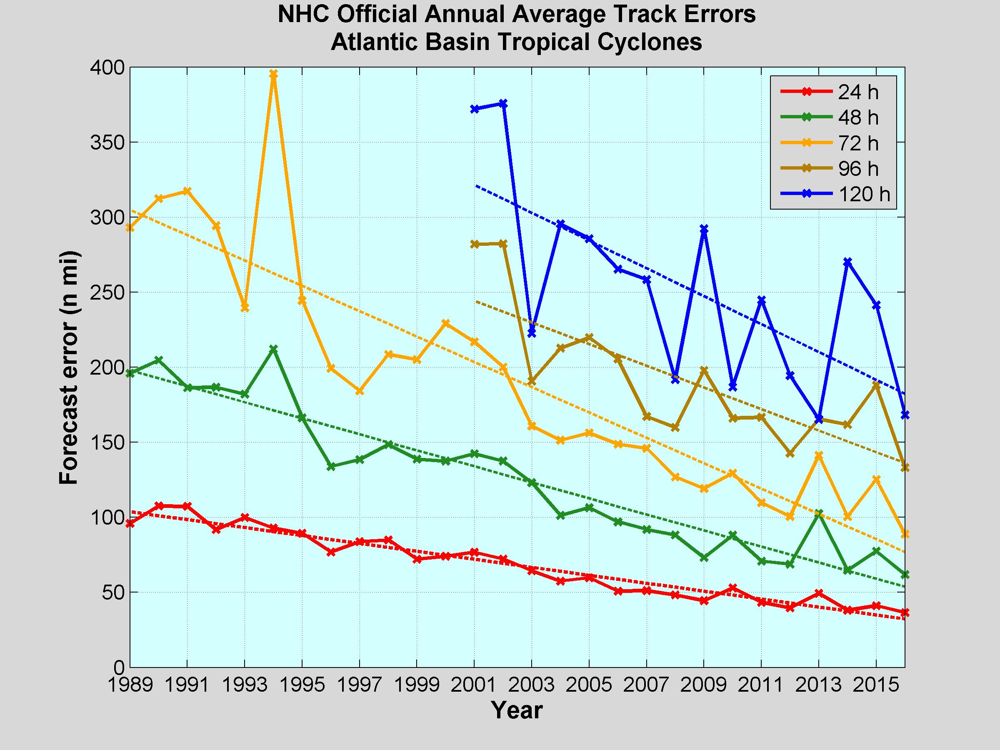 NHC Official Annual Average Track Errors
Atlantic Basin Tropical Cyclones
400
350
300
250
200
150
100
50
0
Forecast error (n mi)
24 h
48 h
72 h
96 h
120 h
1989 1991 1993 1995 1997 1999 2001 2003 2005 2007 2009 2011 2013 2015
Year